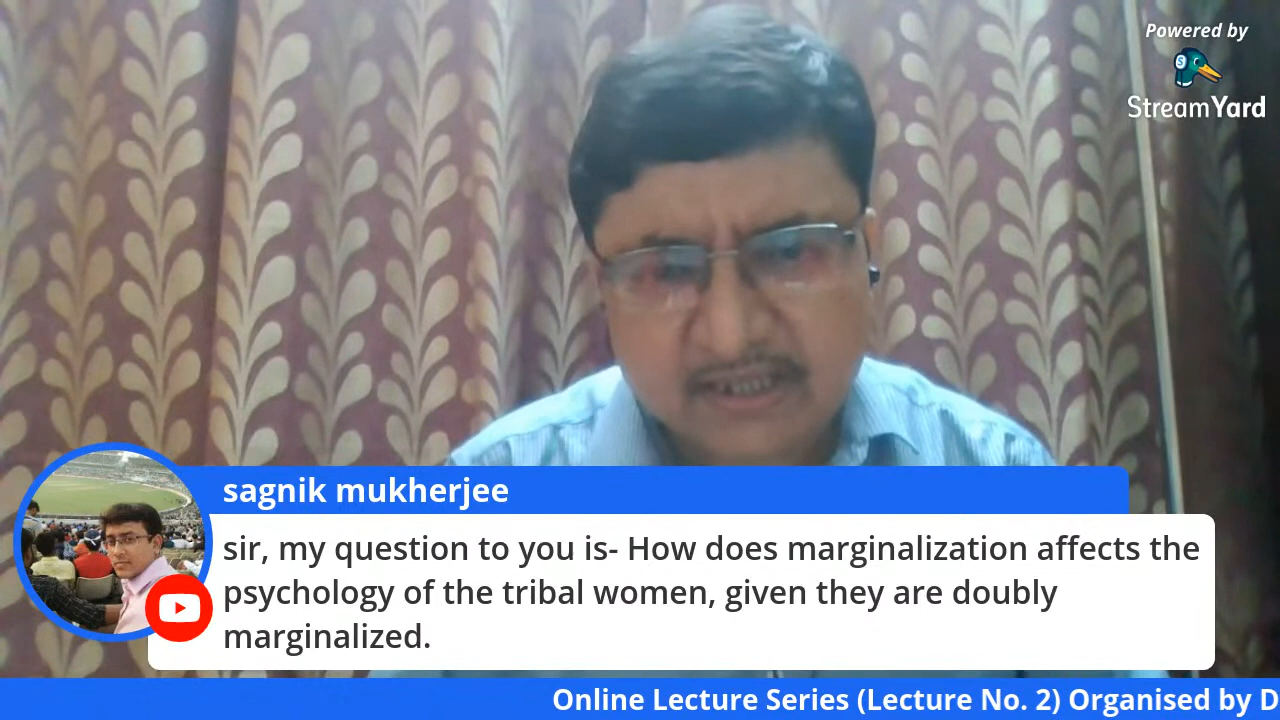 Powered by
StreamYard
sagnik mukherjee
sir, my question to you is- How does marginalization affects the
psychology of the tribal women, given they are doubly
marginalized.
Online Lecture Series (Lecture No. 2) Organised by D